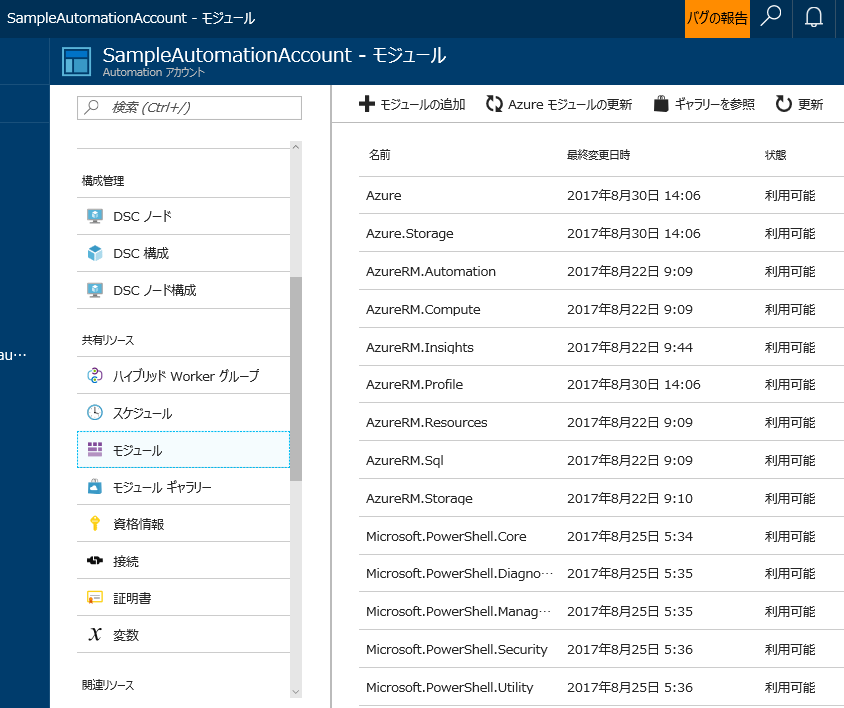 SampleAutomationAccount - モジュール
バグの報告
SampleAutomationAccount - モジュール
Automation アカウント
au…
検索 (Ctrl+/)
構成管理
DSC ノード
DSC 構成
DSC ノード構成
共有リソース
ハイブリッド Worker グループ
スケジュール
モジュール
モジュール ギャラリー
資格情報
接続
証明書
変数
関連リソース
モジュールの追加 Azure モジュールの更新 ギャラリーを参照 更新
名前 最終変更日時 状態
Azure 2017年8月30日 14:06 利用可能
Azure.Storage 2017年8月30日 14:06 利用可能
AzureRM.Automation 2017年8月22日 9:09 利用可能
AzureRM.Compute 2017年8月22日 9:09 利用可能
AzureRM.Insights 2017年8月22日 9:44 利用可能
AzureRM.Profile 2017年8月30日 14:06 利用可能
AzureRM.Resources 2017年8月22日 9:09 利用可能
AzureRM.Sql 2017年8月22日 9:09 利用可能
AzureRM.Storage 2017年8月22日 9:10 利用可能
Microsoft.PowerShell.Core 2017年8月25日 5:34 利用可能
Microsoft.PowerShell.Diagno… 2017年8月25日 5:35 利用可能
Microsoft.PowerShell.Manag… 2017年8月25日 5:35 利用可能
Microsoft.PowerShell.Security 2017年8月25日 5:36 利用可能
Microsoft.PowerShell.Utility 2017年8月25日 5:36 利用可能